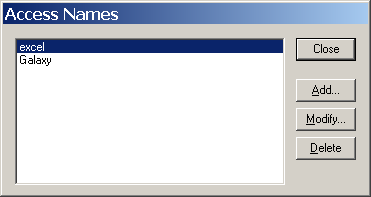 Access Names
excel
Galaxy
Close
Add...
Modify...
Delete